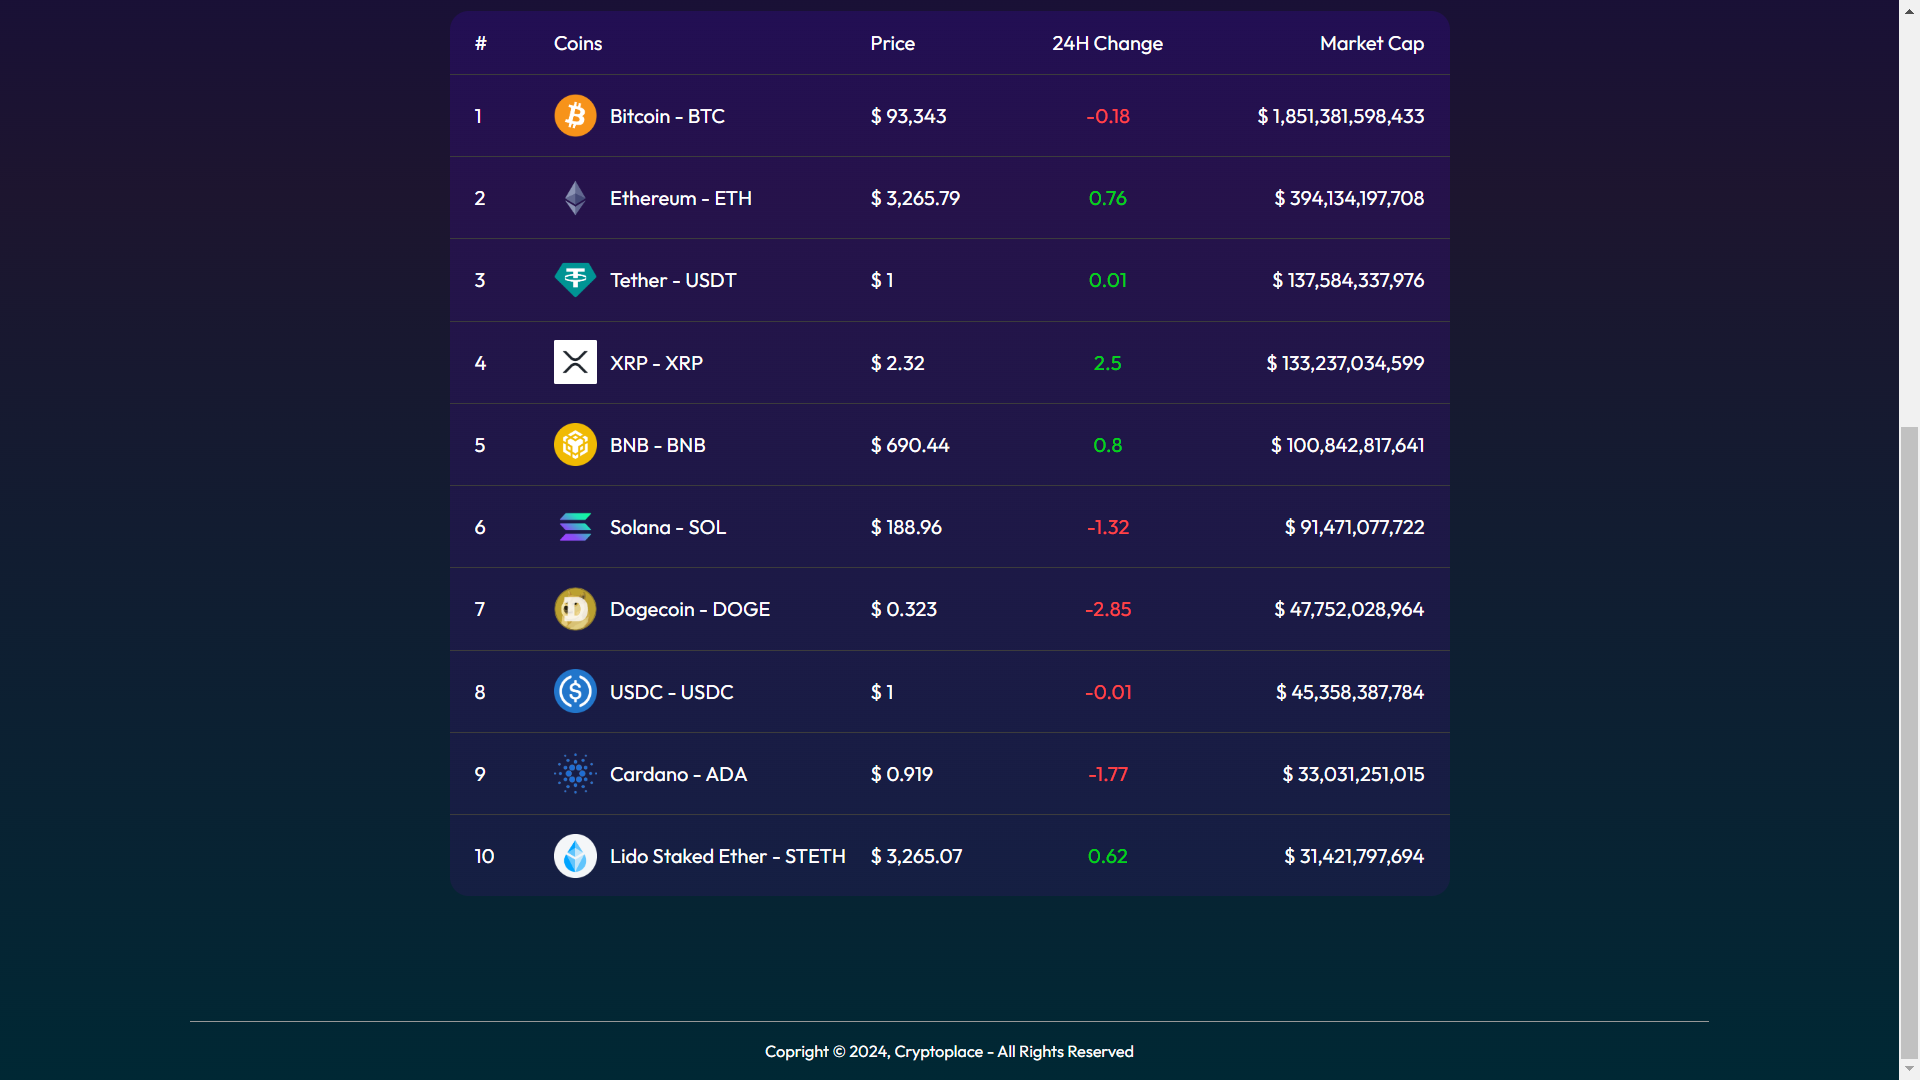 # Coins Price 24H Change Market Cap
1 Bitcoin - BTC $ 93,343 -0.18 $ 1,851,381,598,433
2 Ethereum - ETH $ 3,265.79 0.76 $ 394,134,197,708
3 Tether - USDT $ 1 0.01 $ 137,584,337,976
4 XRP - XRP $ 2.32 2.5 $ 133,237,034,599
5 BNB - BNB $ 690.44 0.8 $ 100,842,817,641
6 Solana - SOL $ 188.96 -1.32 $ 91,471,077,722
7 Dogecoin - DOGE $ 0.323 -2.85 $ 47,752,028,964
8 USDC - USDC $ 1 -0.01 $ 45,358,387,784
9 Cardano - ADA $ 0.919 -1.77 $ 33,031,251,015
10 Lido Staked Ether - STETH $ 3,265.07 0.62 $ 31,421,797,694
Copright © 2024, Cryptoplace - All Rights Reserved